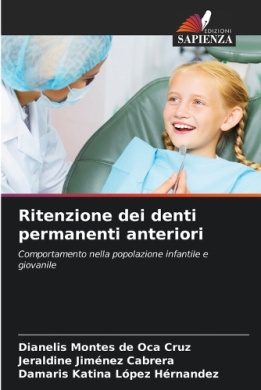 EDIZIONI
SAPIENZA
Ritenzione dei denti
permanenti anteriori
Comportamento nella popolazione infantile e
giovanile
Dianelis Montes de Oca Cruz
Jeraldine Jiménez Cabrera
Damaris Katina López Hérnandez